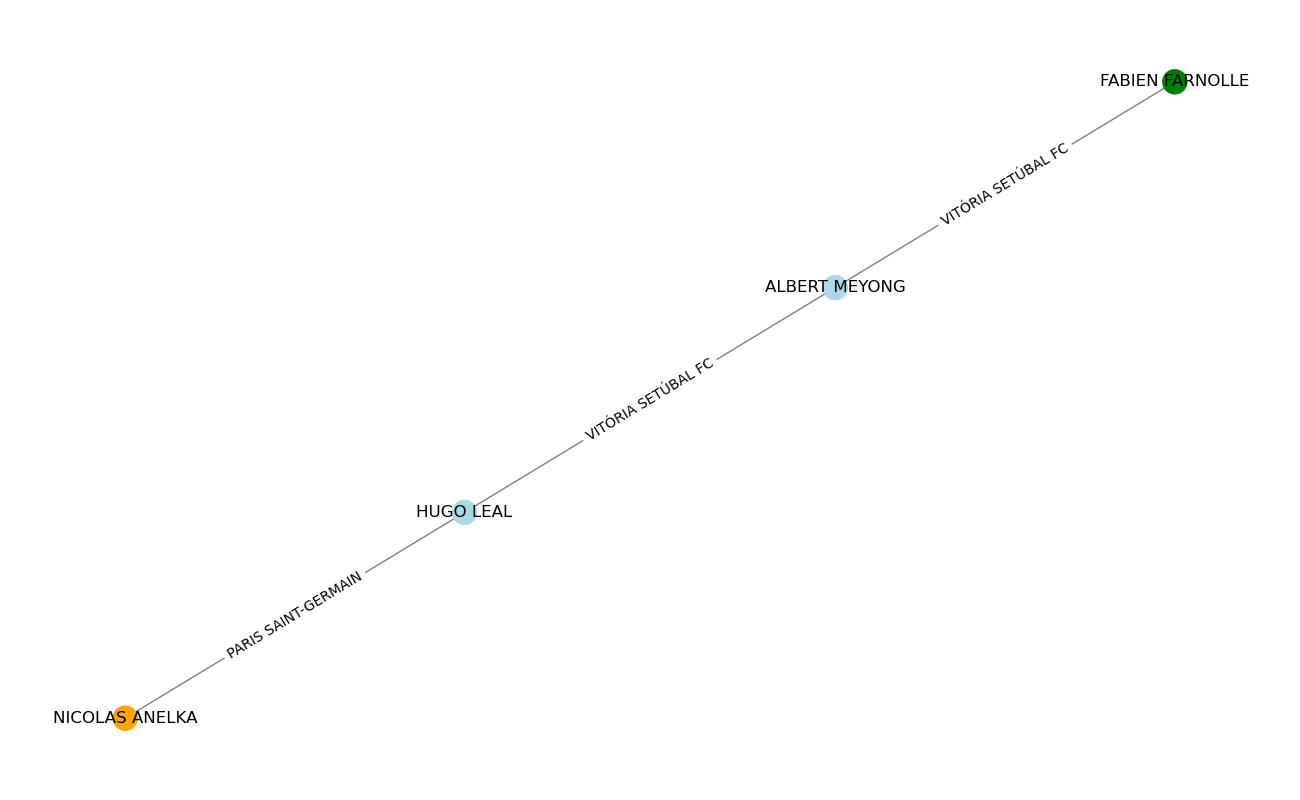 FABIEN FARNOLLE
VITÓRIA SETÚBAL FC
ALBERT MEYONG
VITÓRIA SETÚBAL FC
HUGO LEAL
PARIS SAINT-GERMAIN
NICOLAS ANELKA